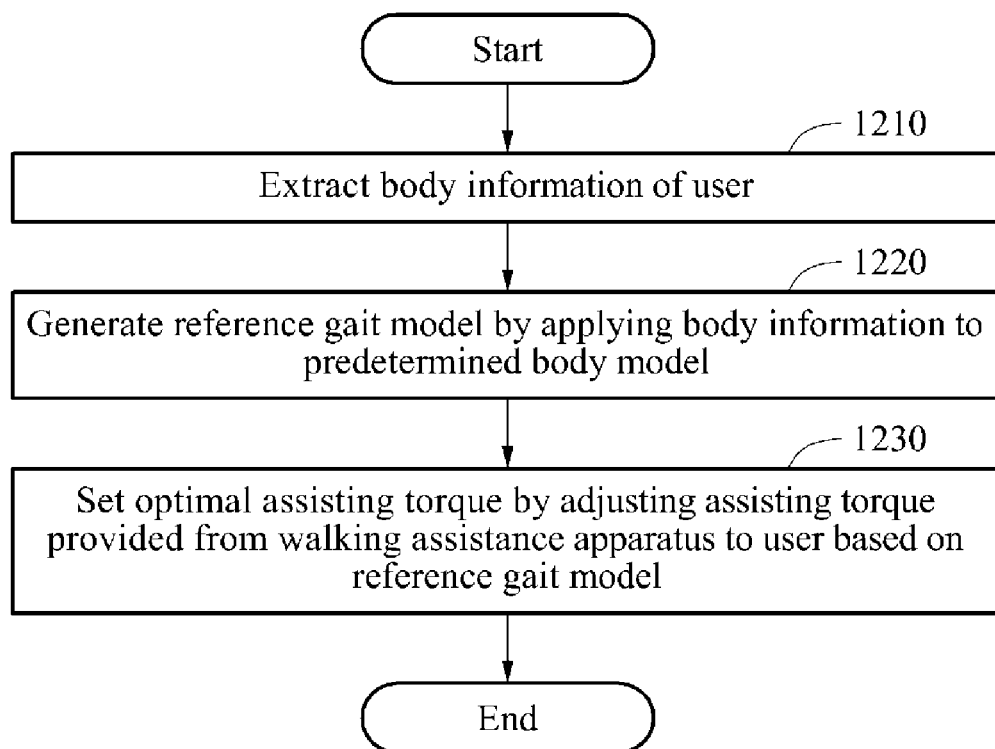 Start
1210
Extract body information of user
1220
Generate reference gait model by applying body information to
predetermined body model
1230
Set optimal assisting torque by adjusting assisting torque
provided from walking assistance apparatus to user based on
reference gait model
End